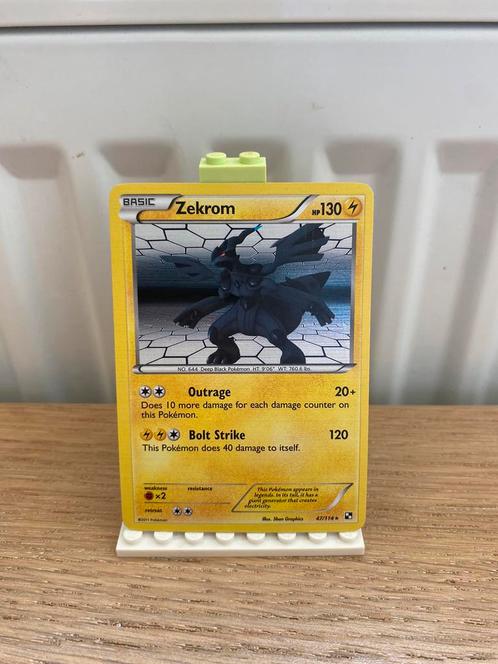 BASIC
Zekrom
HP130
NO. 644 Deep Black Pokémon HT. 9'06" WT. 760.6 lbs.
Outrage 20+
Does 10 more damage for each damage counter on
this Pokémon.
Bolt Strike 120
This Pokémon does 40 damage to itself.
weakness
×2
resistance
retreat
This Pokémon appears in
legends. In its tail, it has a
giant generator that creates
electricity.
Illus. 5ban Graphics
47/114 ★
©2011 Pokémon